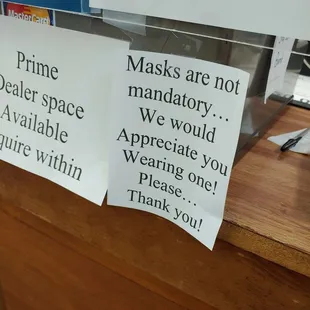 MasterCard
Prime
Dealer space
Available
quire within
Masks are not
mandatory...
We would
Appreciate you
Wearing one!
Please...
Thank you!